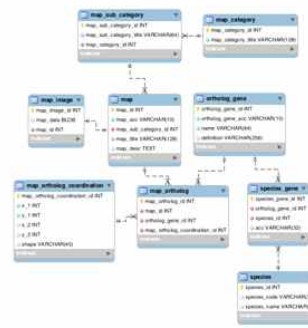 map_sub_category
map_sub_category_id INT
map_sub_category_title VARCHAR(64)
map_category_id INT
map_category
map_category_id INT
map_category_title VARCHAR(128)
map_image
map_image_id INT
map_data BLOB
map_id INT
map
map_id INT
map_acc VARCHAR(10)
map_sub_category_id INT
map_title VARCHAR(128)
map_desc TEXT
ortholog_gene
ortholog_gene_id INT
ortholog_gene_acc VARCHAR(10)
name VARCHAR(64)
definition VARCHAR(256)
map_ortholog_coordination
map_ortholog_coordination_id INT
x_1 INT
y_1 INT
x_2 INT
y_2 INT
shape VARCHAR(45)
map_ortholog
map_ortholog_id INT
map_id INT
ortholog_gene_id INT
map_ortholog_coordination_id INT
species_gene
species_gene_id INT
ortholog_gene_id INT
species_id INT
acc VARCHAR(32)
species
species_id INT
species_code VARCHAR(
species_name VARCHAR(